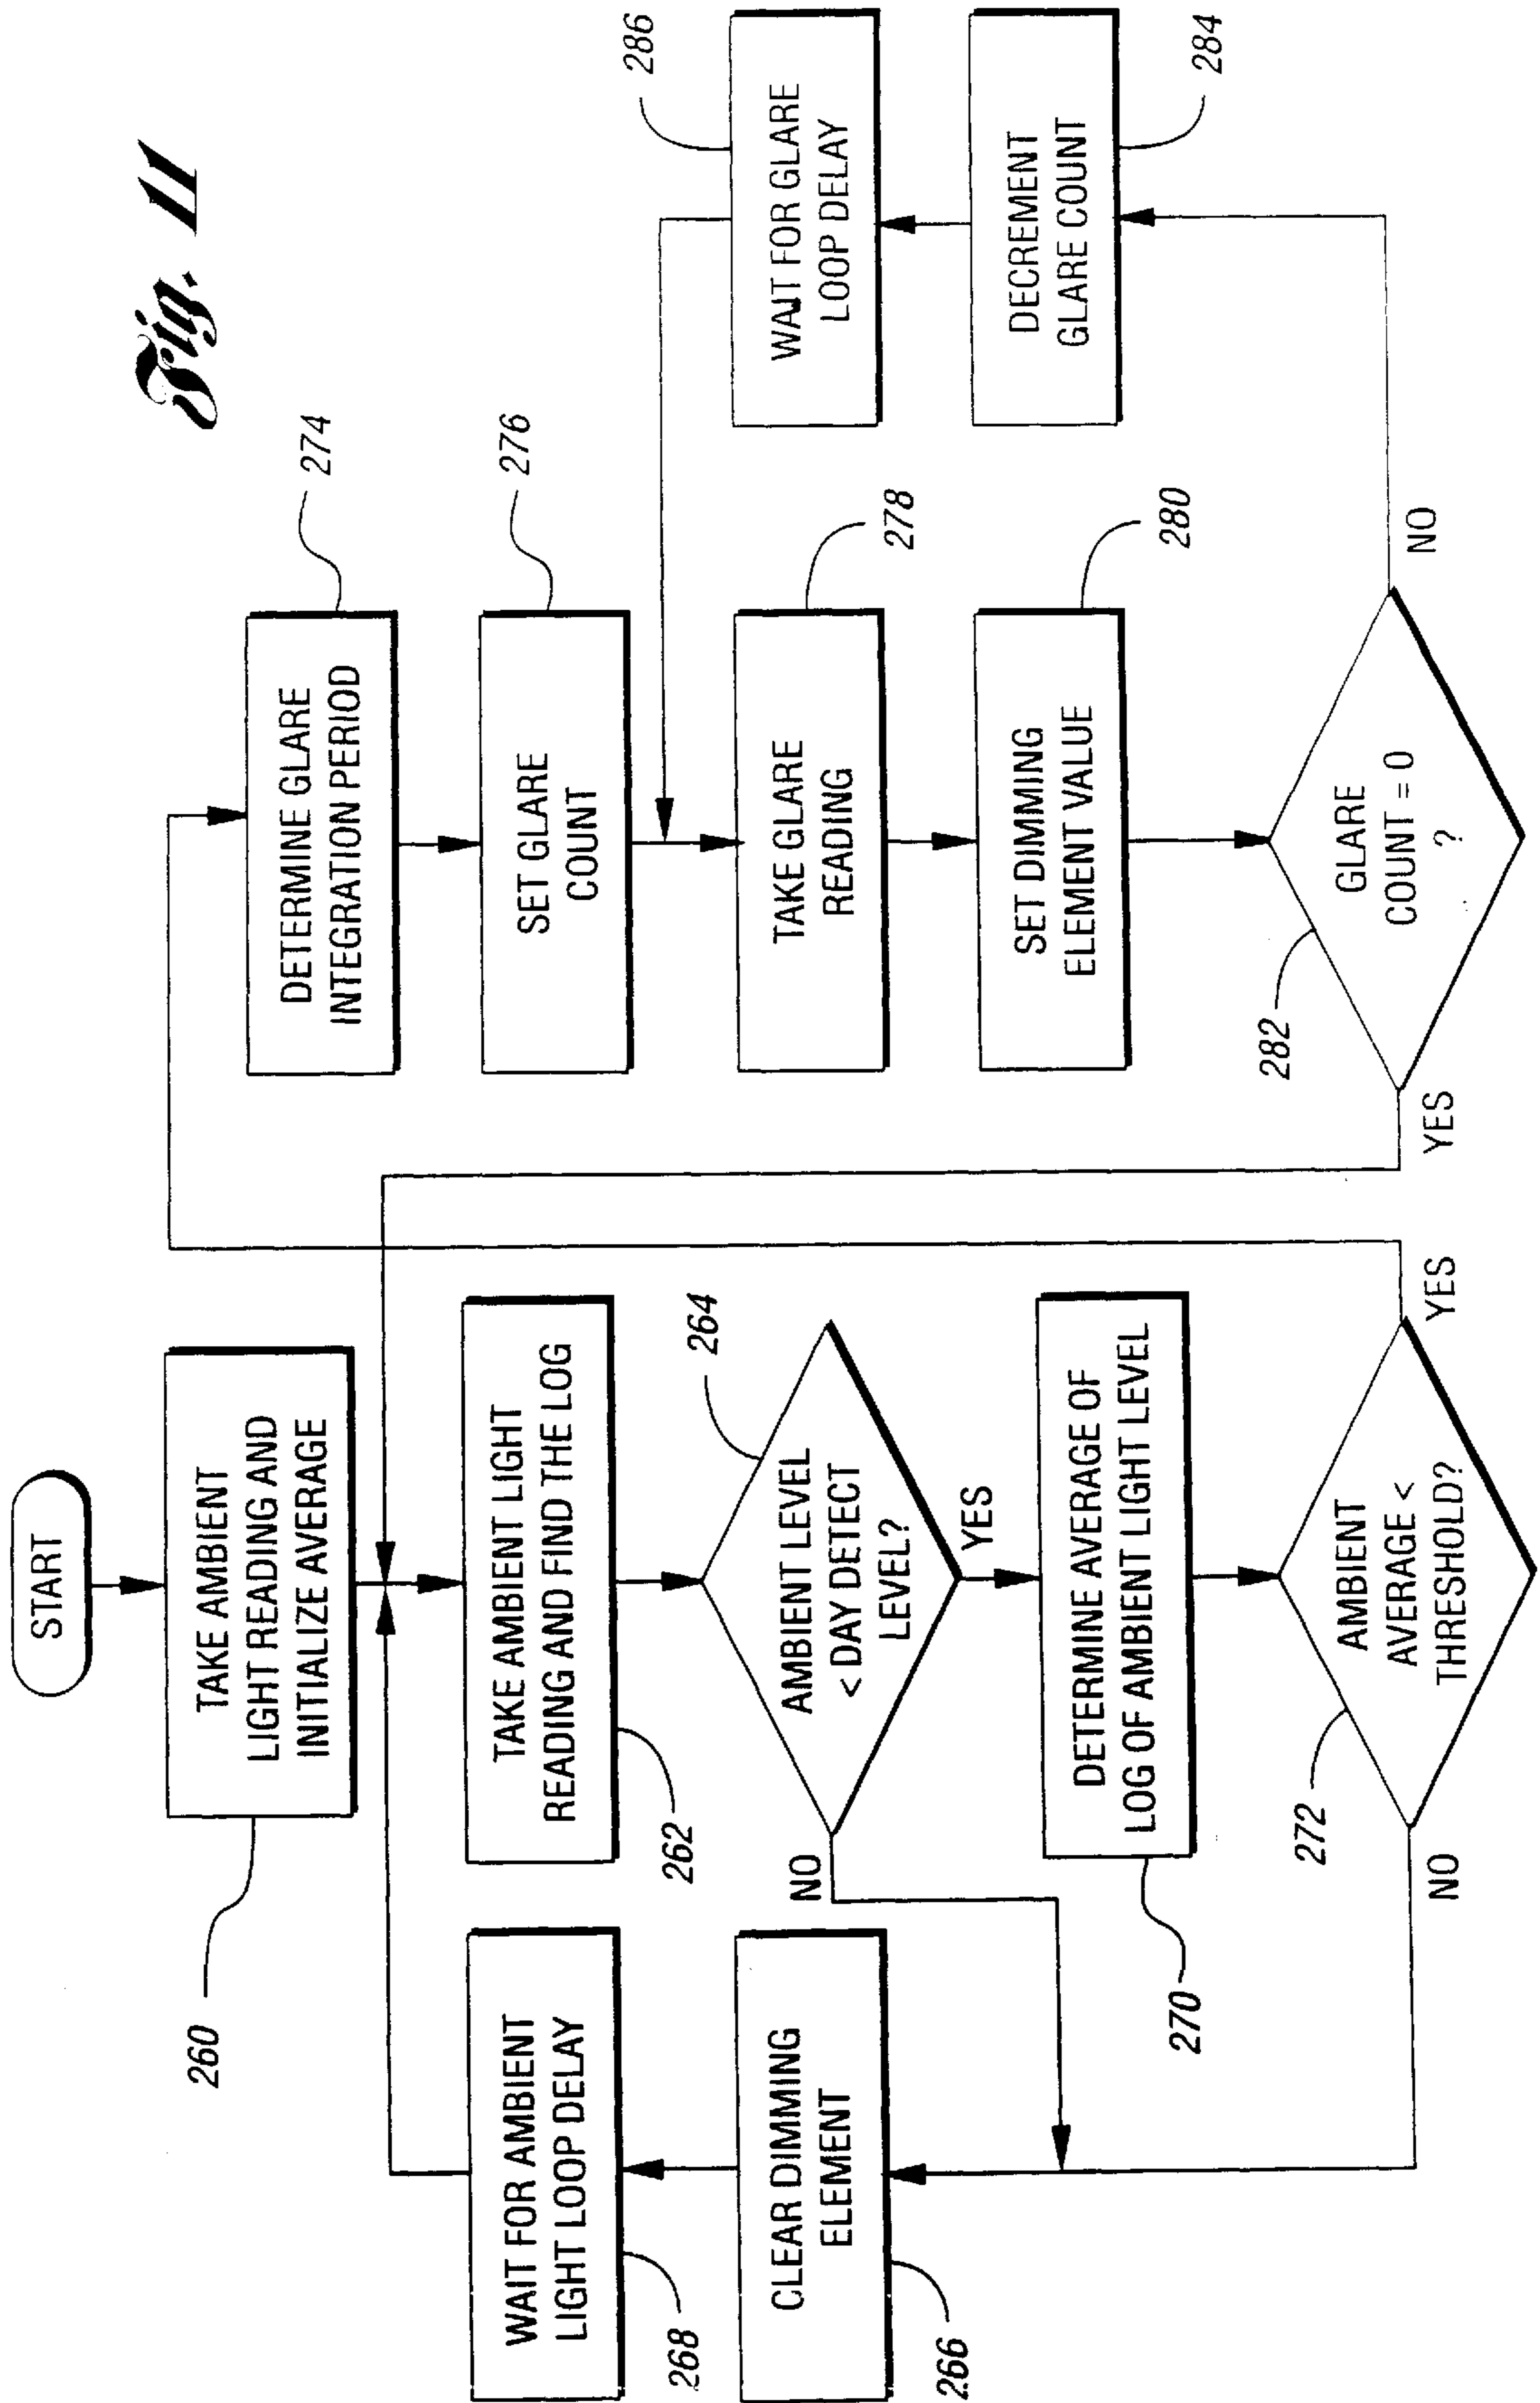 Fig. 11
START
TAKE AMBIENT
LIGHT READING AND
INITIALIZE AVERAGE
260
TAKE AMBIENT LIGHT
READING AND FIND THE LOG
262
AMBIENT LEVEL
< DAY DETECT
LEVEL?
264
NO
YES
WAIT FOR AMBIENT
LIGHT LOOP DELAY
268
CLEAR DIMMING
ELEMENT
266
DETERMINE AVERAGE OF
LOG OF AMBIENT LIGHT LEVEL
270
AMBIENT
AVERAGE <
THRESHOLD?
272
NO
YES
DETERMINE GLARE
INTEGRATION PERIOD
274
SET GLARE
COUNT
276
TAKE GLARE
READING
278
SET DIMMING
ELEMENT VALUE
280
GLARE
COUNT = 0
?
282
YES
NO
WAIT FOR GLARE
LOOP DELAY
286
DECREMENT
GLARE COUNT
284